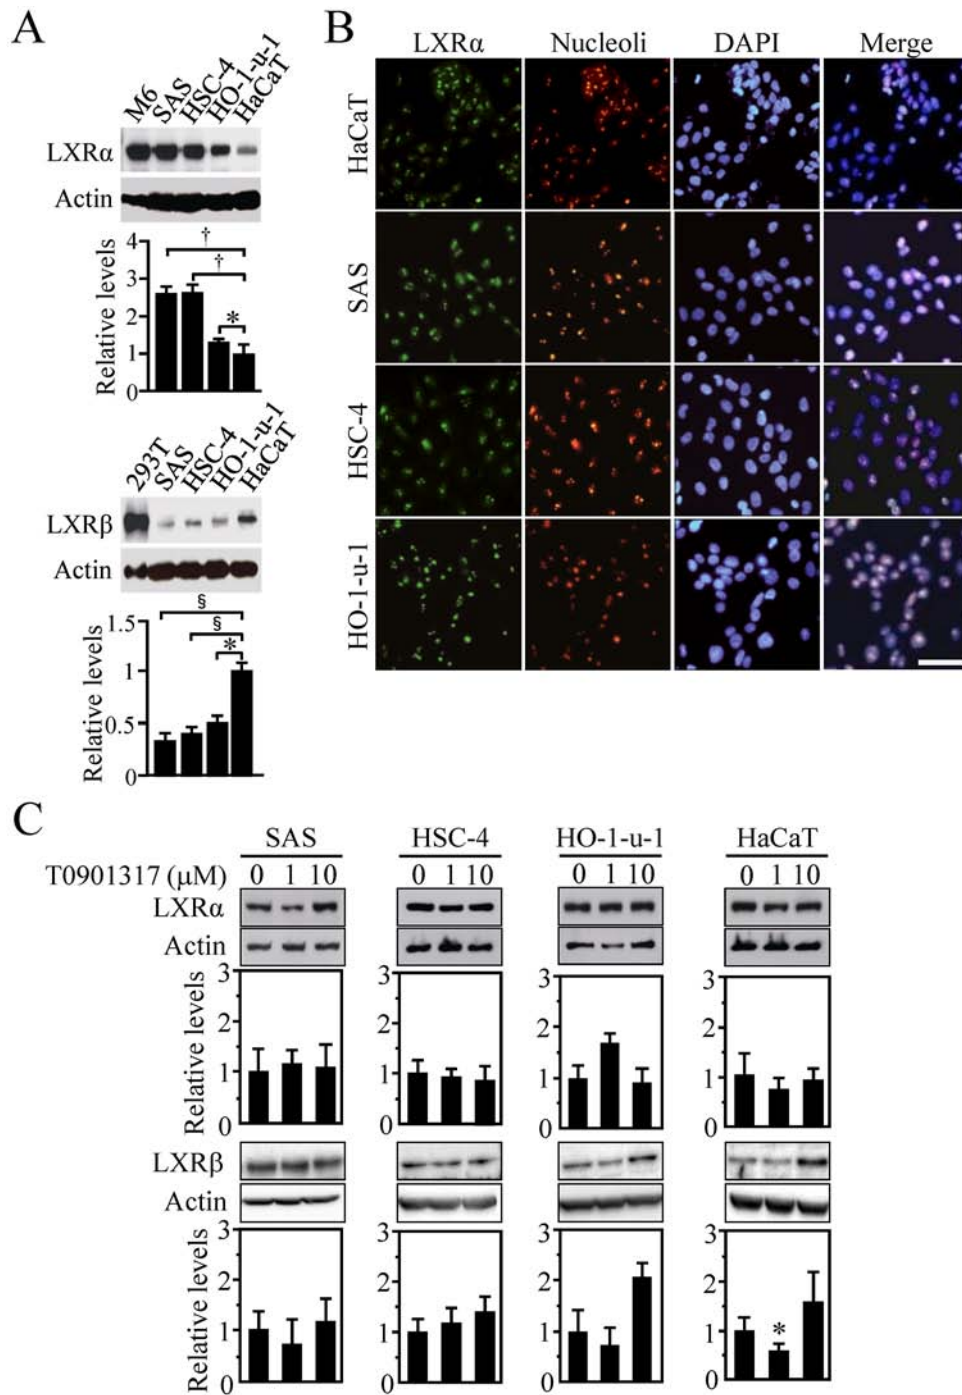 A
M6 SAS HSC-4 HO-1-u-1 HaCaT
LXRα
Actin
Relative levels
4
3
2
1
0
†
†
*
293T SAS HSC-4 HO-1-u-1 HaCaT
LXRβ
Actin
Relative levels
1.5
1
0.5
0
§
§
*
B
LXRα Nucleoli DAPI Merge
HaCaT
SAS
HSC-4
HO-1-u-1
C
SAS HSC-4 HO-1-u-1 HaCaT
T0901317 (μM) 0 1 10 0 1 10 0 1 10 0 1 10
LXRα
Actin
Relative levels
3 3 3 3
2 2 2 2
1 1 1 1
0 0 0 0
LXRβ
Actin
Relative levels
3 3 3 3
2 2 2 2
1 1 1 1
0 0 0 0
*